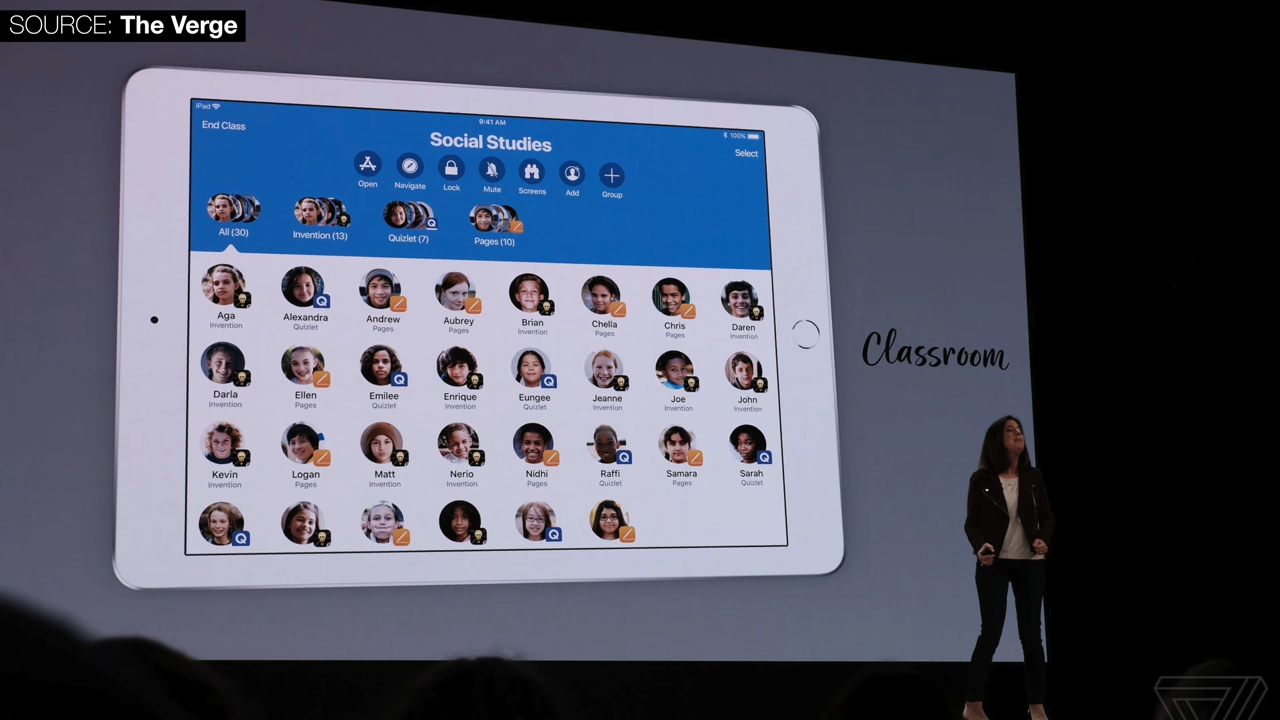 SOURCE: The Verge
iPad
9:41 AM
100%
End Class
Social Studies
Select
Open Navigate Lock Mute Screens Add Group
All (30) Invention (13) Quizlet (7) Pages (10)
Aga Alexandra Andrew Aubrey Brian Chella Chris Daren
Invention Quizlet Pages Pages Invention Pages Pages Invention
Darla Ellen Emilee Enrique Eungee Jeanne Joe John
Invention Pages Quizlet Invention Quizlet Invention Invention Invention
Kevin Logan Matt Nerio Nidhi Raffi Samara Sarah
Invention Pages Invention Invention Pages Quizlet Pages Quizlet
Classroom